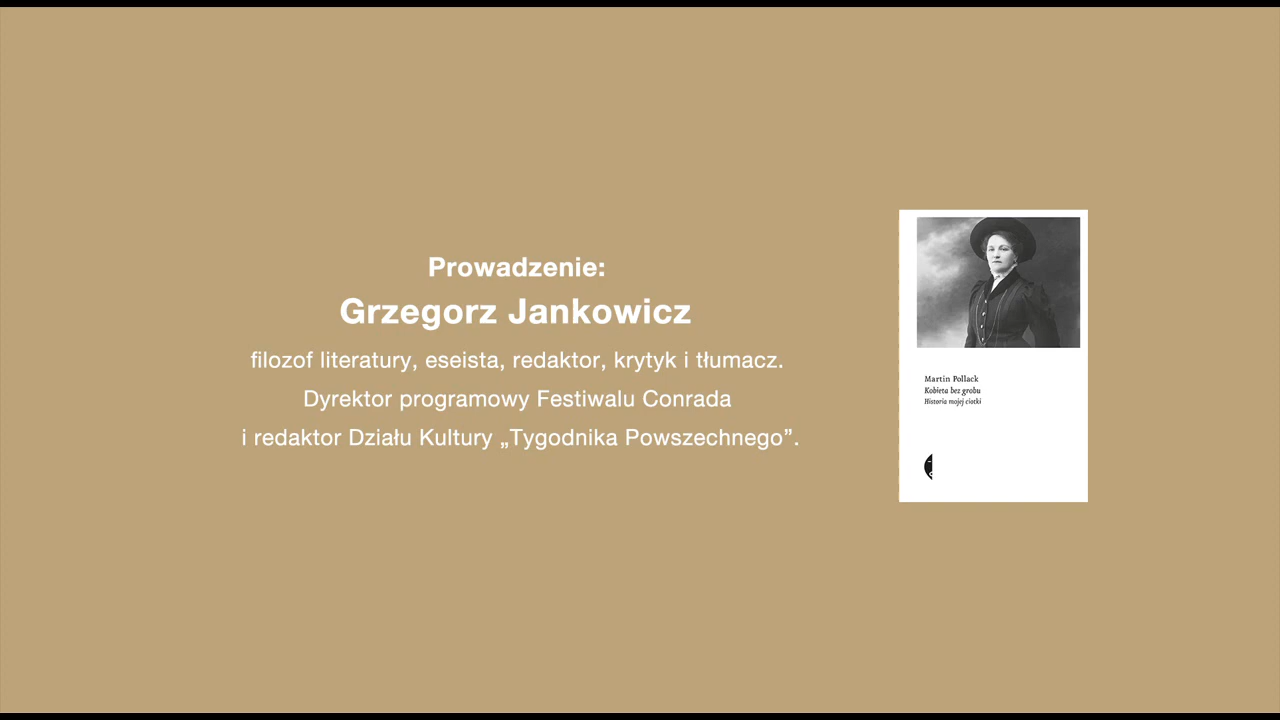 Prowadzenie:
Grzegorz Jankowicz
filozof literatury, eseista, redaktor, krytyk i tłumacz.
Dyrektor programowy Festiwalu Conrada
i redaktor Działu Kultury „Tygodnika Powszechnego”.
Martin Pollack
Kobieta bez grobu
Historia mojej ciotki